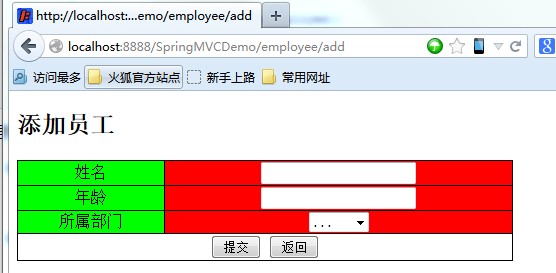 http://localhost:...emo/employee/add
localhost:8888/SpringMVCDemo/employee/add
访问最多 火狐官方站点 新手上路 常用网址
添加员工
姓名
年龄
所属部门 ...
提交 返回